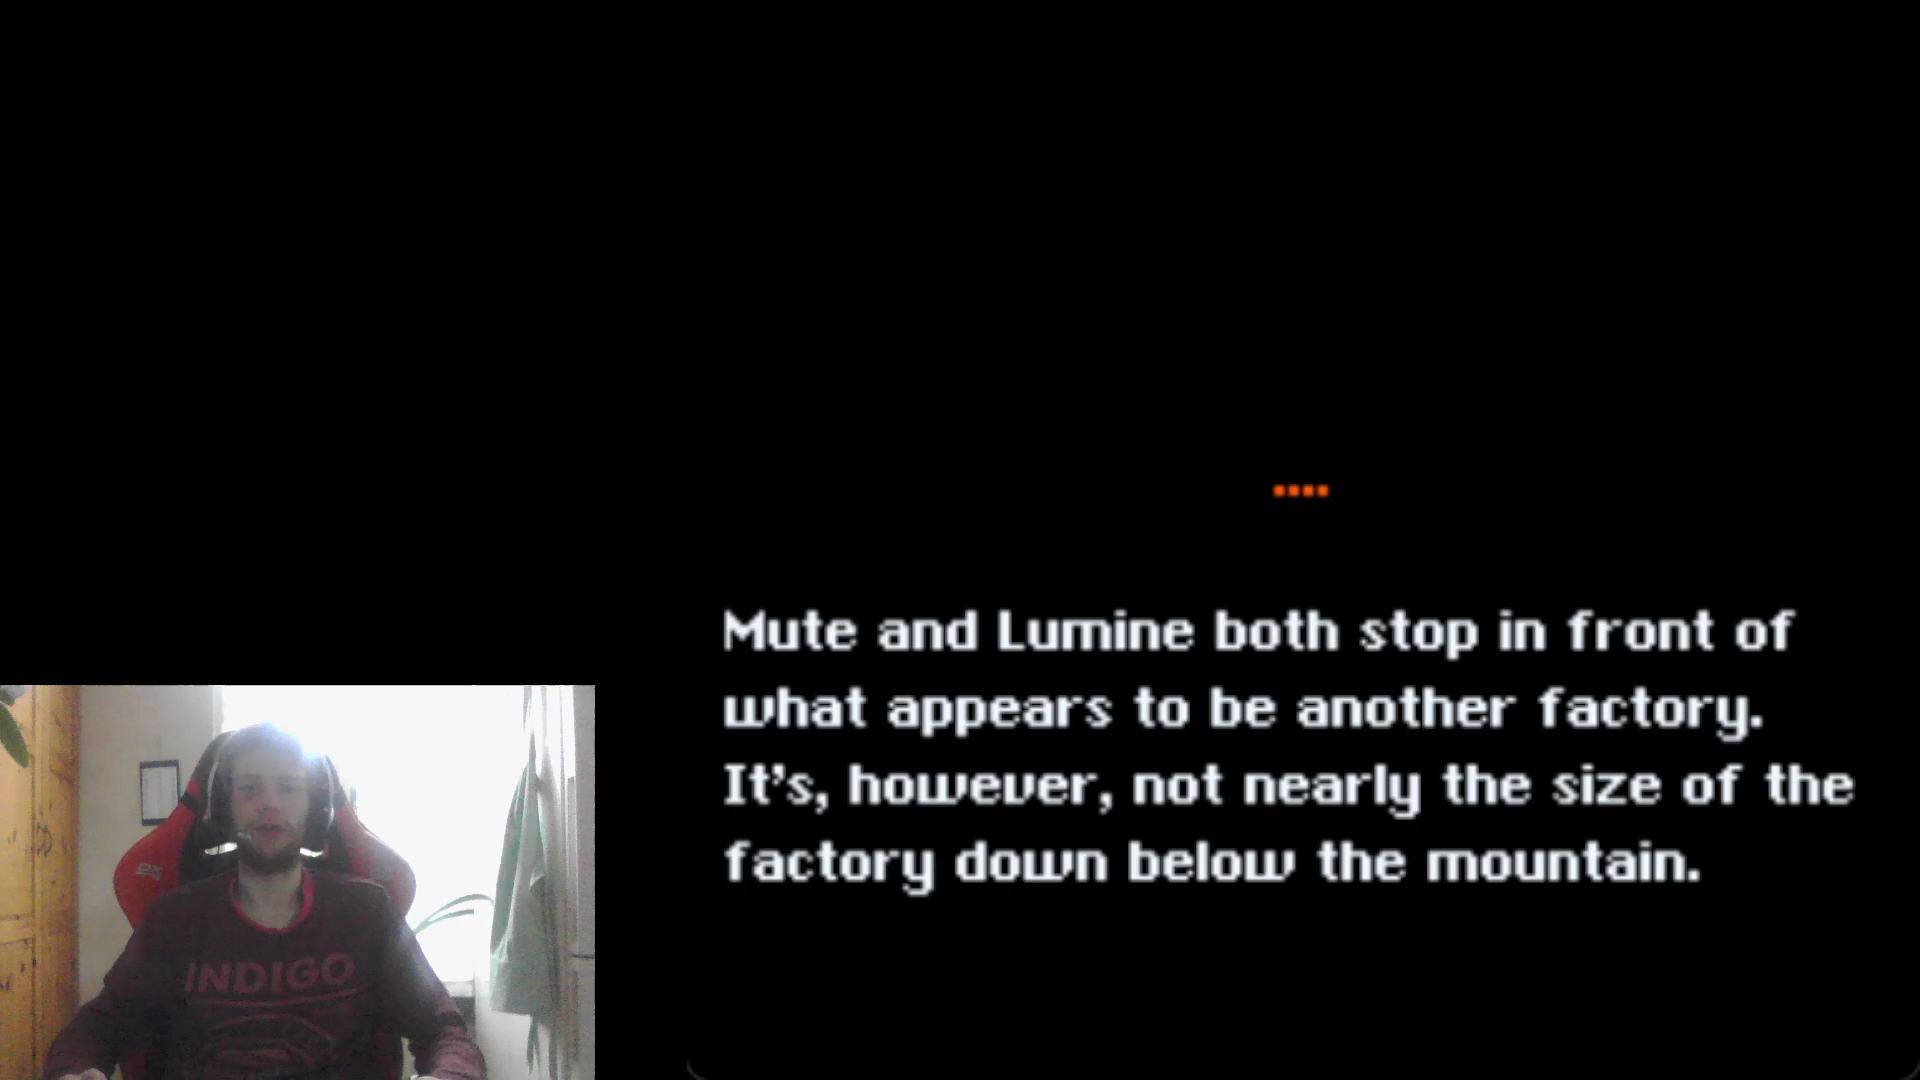 ....
Mute and Lumine both stop in front of
what appears to be another factory.
It's, however, not nearly the size of the
factory down below the mountain.
DX
INDIGO